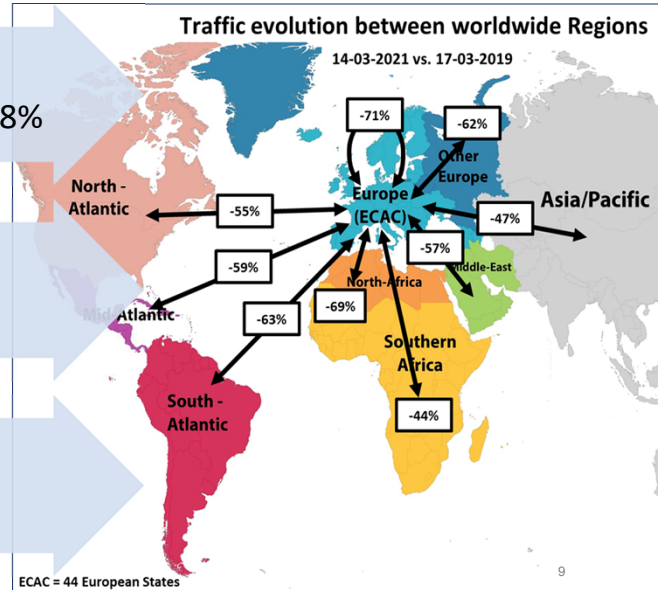 Traffic evolution between worldwide Regions
14-03-2021 vs. 17-03-2019
8%
-71%
-62%
Other
Europe
North -
Atlantic
Europe
(ECAC)
Asia/Pacific
-55%
-47%
-57%
-59%
Middle-East
North-Africa
-69%
Mid-Atlantic
-63%
Southern
Africa
South -
Atlantic
-44%
9
ECAC = 44 European States